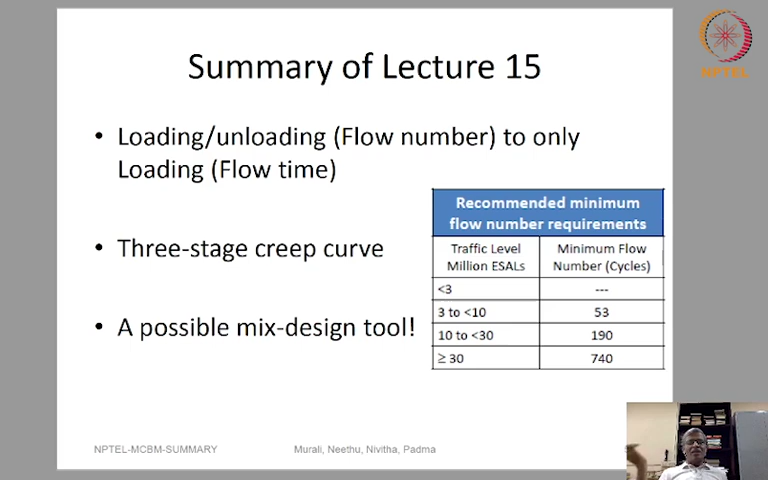 Summary of Lecture 15
NPTEL
• Loading/unloading (Flow number) to only
Loading (Flow time)
• Three-stage creep curve
• A possible mix-design tool!
Recommended minimum
flow number requirements
Traffic Level Minimum Flow
Million ESALs Number (Cycles)
<3 ---
3 to <10 53
10 to <30 190
≥ 30 740
NPTEL-MCBM-SUMMARY Murali, Neethu, Nivitha, Padma